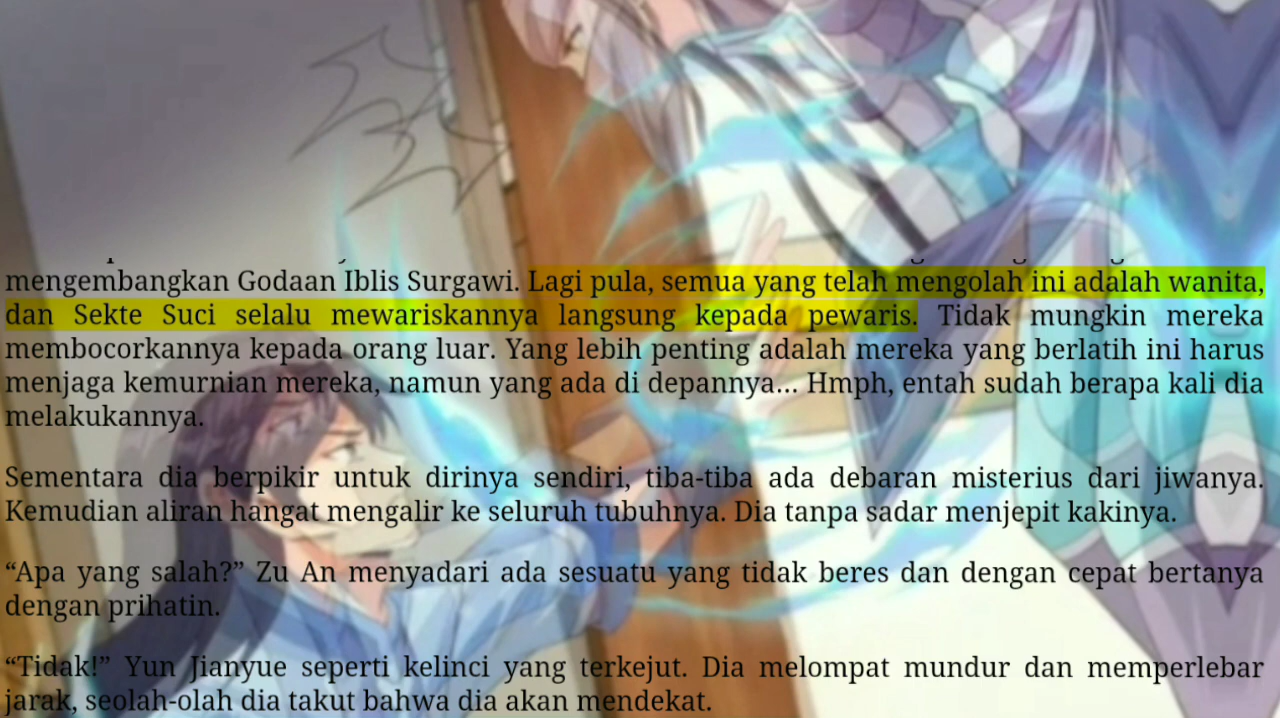 mengembangkan Godaan Iblis Surgawi. Lagi pula, semua yang telah mengolah ini adalah wanita,
dan Sekte Suci selalu mewariskannya langsung kepada pewaris. Tidak mungkin mereka
membocorkannya kepada orang luar. Yang lebih penting adalah mereka yang berlatih ini harus
menjaga kemurnian mereka, namun yang ada di depannya... Hmph, entah sudah berapa kali dia
melakukannya.
Sementara dia berpikir untuk dirinya sendiri, tiba-tiba ada debaran misterius dari jiwanya.
Kemudian aliran hangat mengalir ke seluruh tubuhnya. Dia tanpa sadar menjepit kakinya.
“Apa yang salah?” Zu An menyadari ada sesuatu yang tidak beres dan dengan cepat bertanya
dengan prihatin.
“Tidak!” Yun Jianyue seperti kelinci yang terkejut. Dia melompat mundur dan memperlebar
jarak, seolah-olah dia takut bahwa dia akan mendekat.